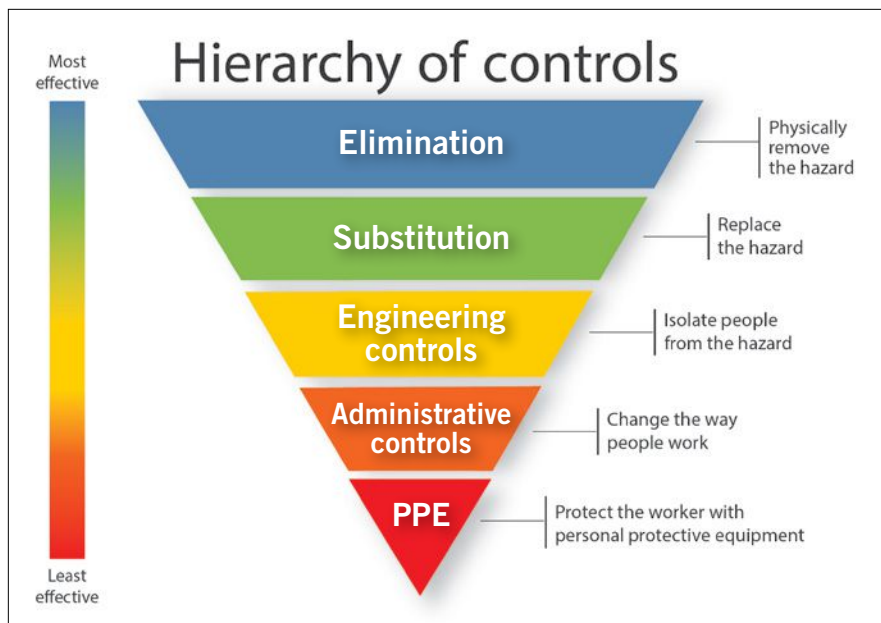 Hierarchy of controls
Most
effective
Elimination
Physically
remove
the hazard
Substitution
Replace
the hazard
Engineering
controls
Isolate people
from the hazard
Administrative
controls
Change the way
people work
PPE
Protect the worker with
personal protective equipment
Least
effective